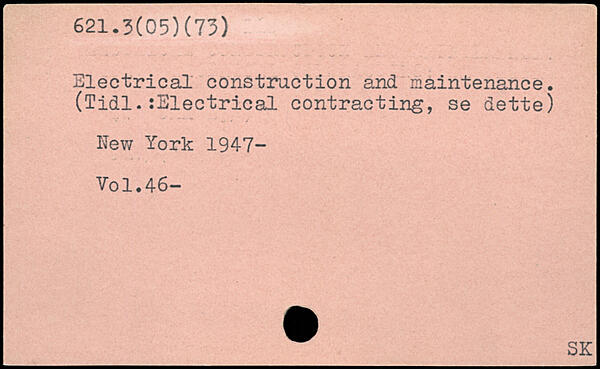 621.3(05)(73)
Electrical construction and maintenance.
(Tidl.:Electrical contracting, se dette)
New York 1947-
Vol.46-
SK